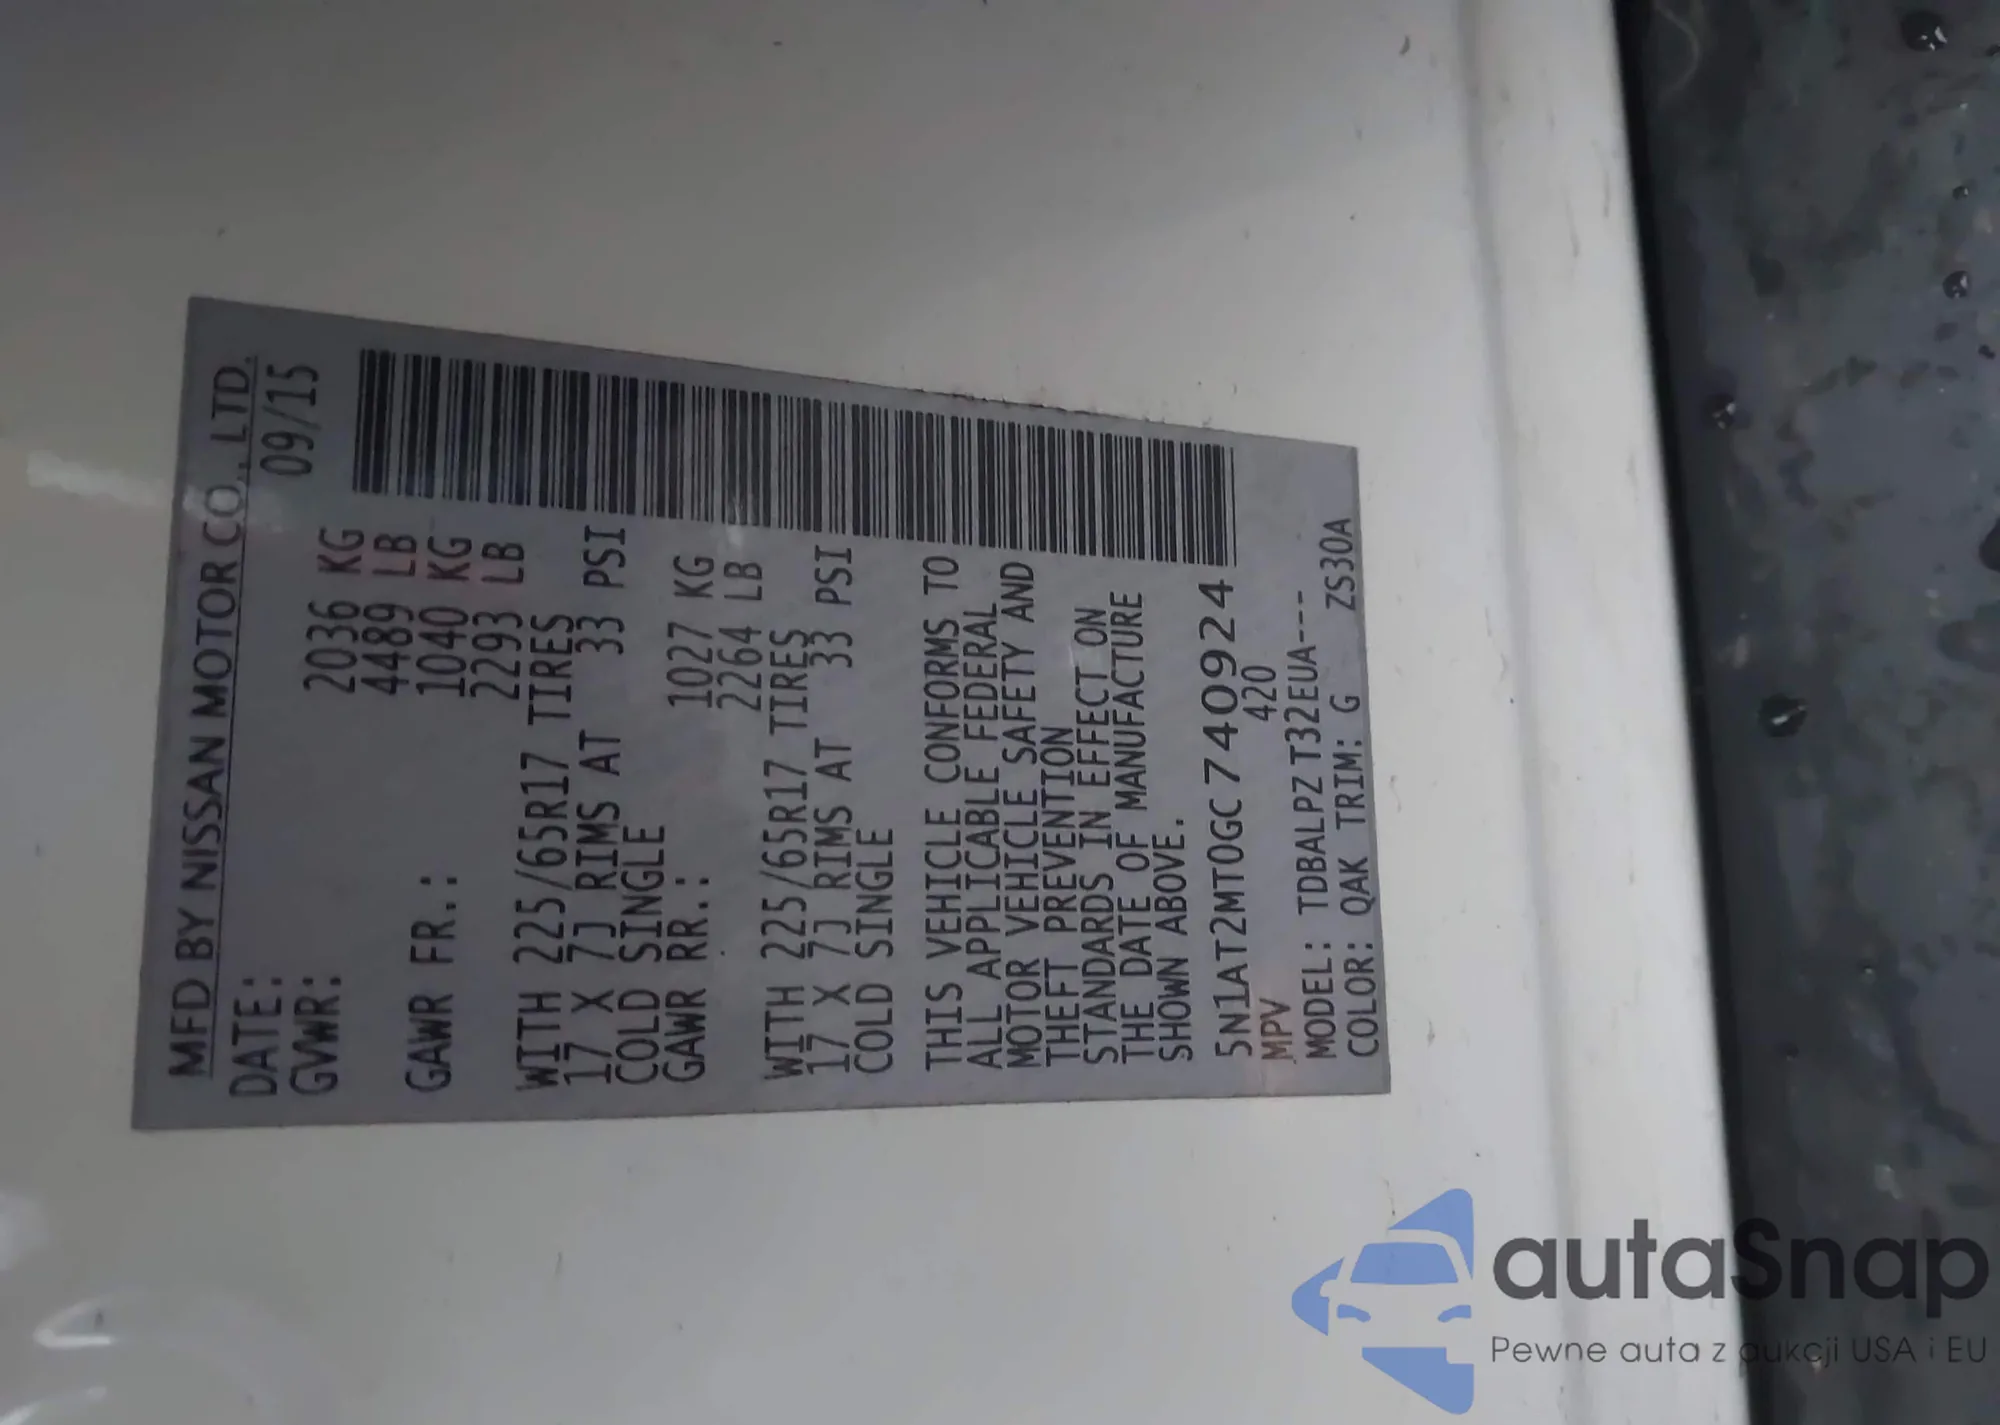 MFD BY NISSAN MOTOR CO., LTD.
DATE: 09/15
GVWR: 2036 KG
4489 LB
GAWR FR.: 1040 KG
2293 LB
WITH 225/65R17 TIRES
17 X 7J RIMS AT 33 PSI
COLD SINGLE
GAWR RR.: 1027 KG
2264 LB
WITH 225/65R17 TIRES
17 X 7J RIMS AT 33 PSI
COLD SINGLE
THIS VEHICLE CONFORMS TO
ALL APPLICABLE FEDERAL
MOTOR VEHICLE SAFETY AND
THEFT PREVENTION
STANDARDS IN EFFECT ON
THE DATE OF MANUFACTURE
SHOWN ABOVE.
5N1AT2MT0GC740924
MPV 420
MODEL: TDBALPZ T32EUA---
COLOR: QAK TRIM: G ZS30A
autaSnap
Pewne auta z aukcji USA i EU